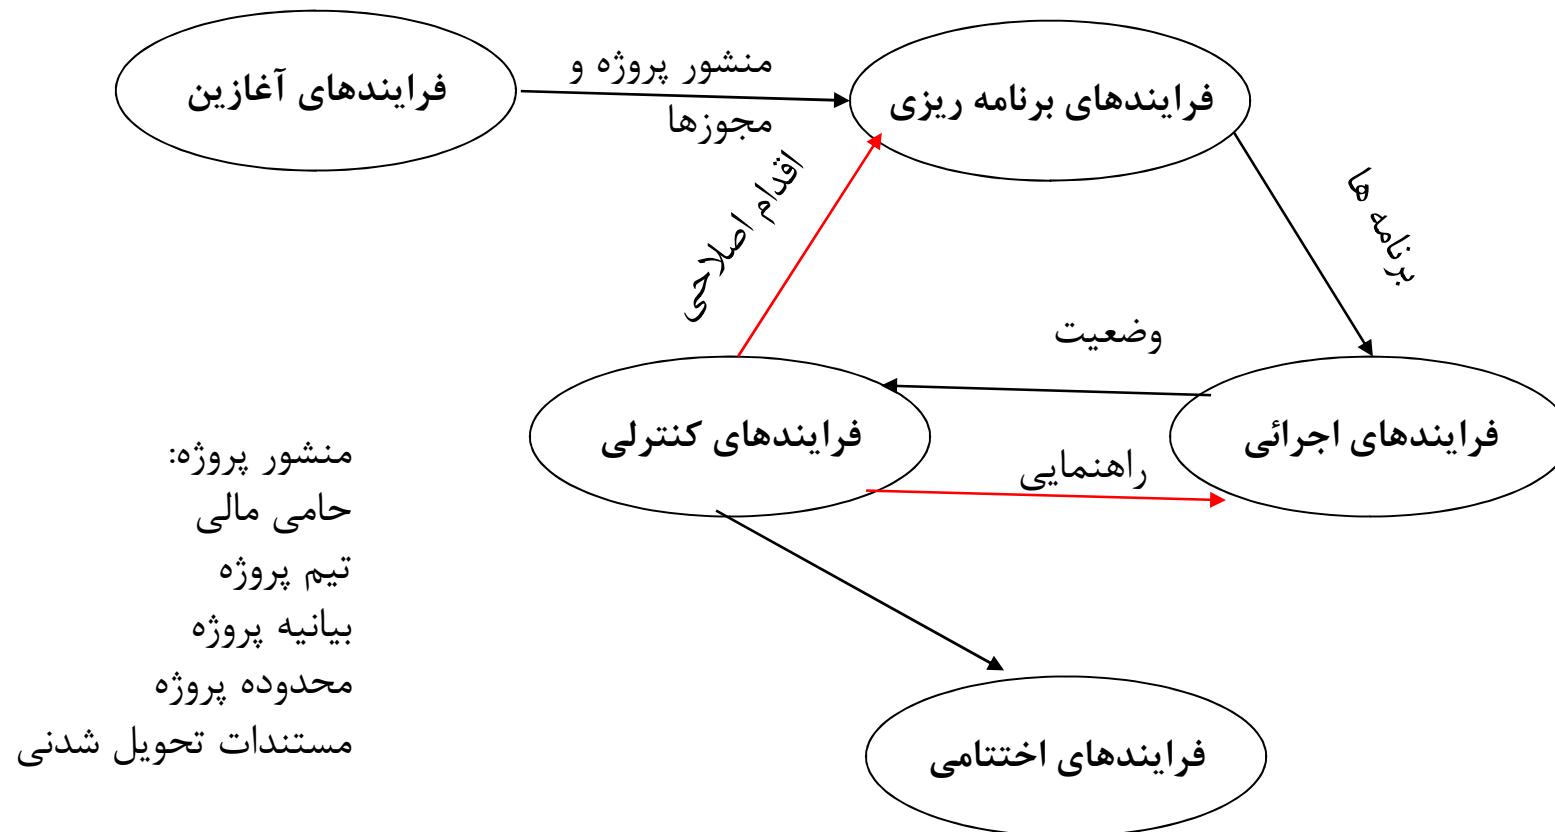 فرایندهای آغازین
منشور پروژه و
مجوزها
فرایندهای برنامه ریزی
اقدام اصلاحی
برنامه ها
وضعیت
فرایندهای کنترلی
فرایندهای اجرائی
راهنمایی
منشور پروژه:
حامی مالی
تیم پروژه
بیانیه پروژه
محدوده پروژه
مستندات تحویل شدنی
فرایندهای اختتامی